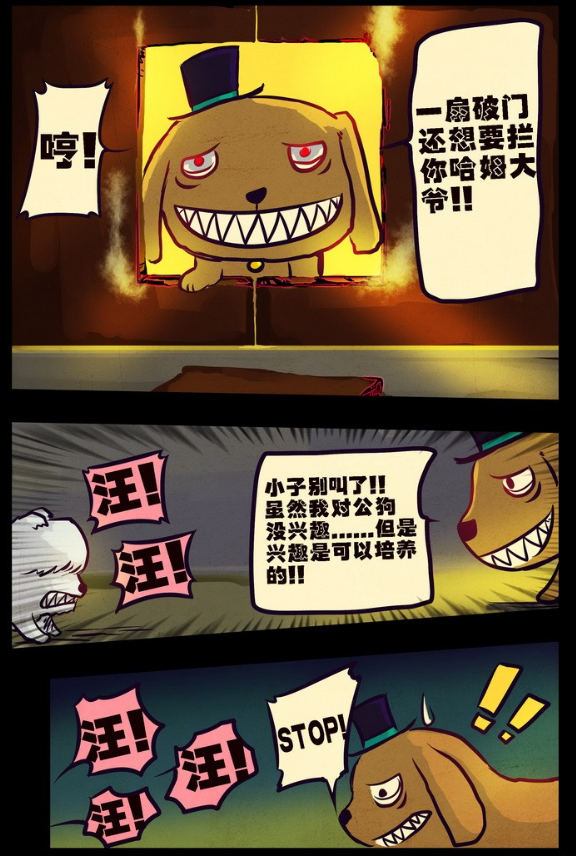 哼!
一扇破门
还想要拦
你哈姆大
爷!!
汪!
汪!
小子别叫了!!
虽然我对公狗
没兴趣......但是
兴趣是可以培养
的!!
汪!
汪!
汪!
STOP!
!!